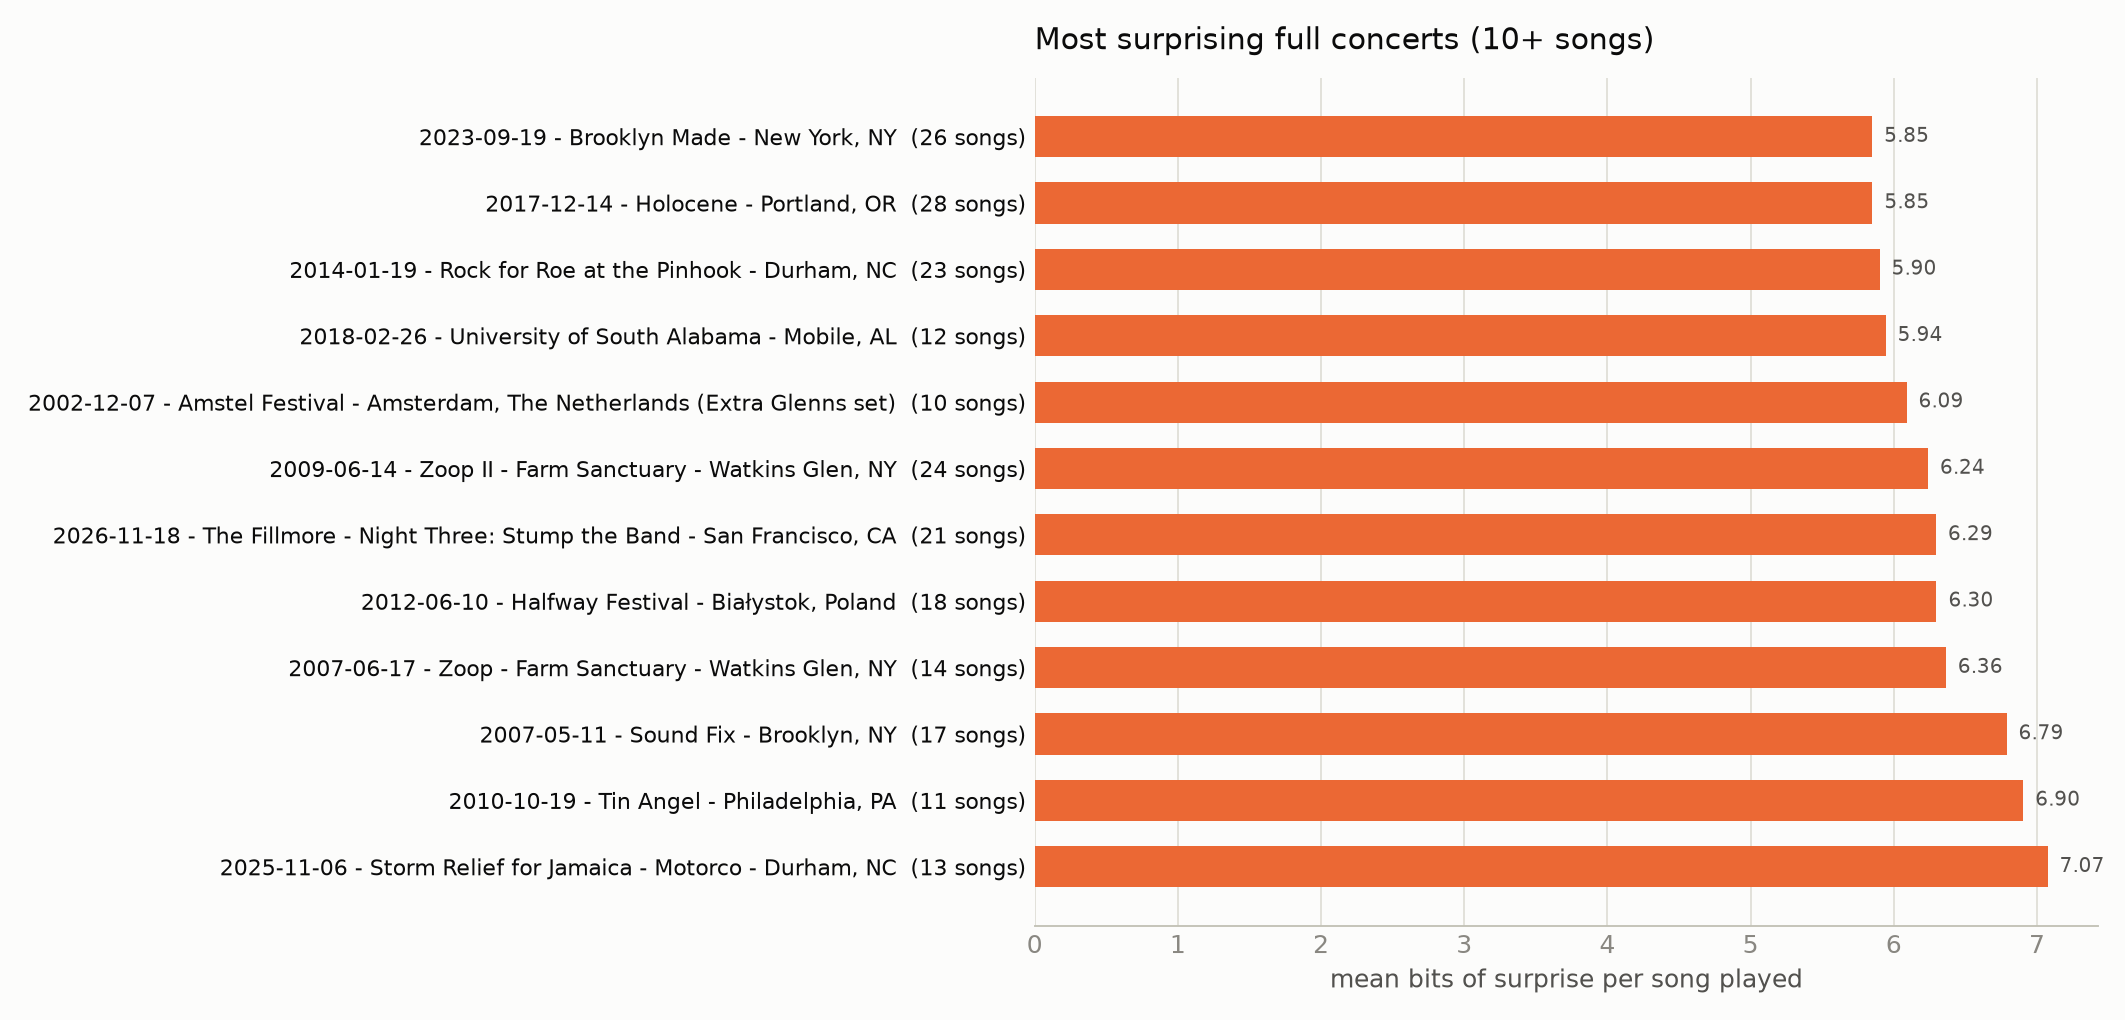 Most surprising full concerts (10+ songs)
2023-09-19 - Brooklyn Made - New York, NY  (26 songs) 5.85
2017-12-14 - Holocene - Portland, OR  (28 songs) 5.85
2014-01-19 - Rock for Roe at the Pinhook - Durham, NC  (23 songs) 5.90
2018-02-26 - University of South Alabama - Mobile, AL  (12 songs) 5.94
2002-12-07 - Amstel Festival - Amsterdam, The Netherlands (Extra Glenns set)  (10 songs) 6.09
2009-06-14 - Zoop II - Farm Sanctuary - Watkins Glen, NY  (24 songs) 6.24
2026-11-18 - The Fillmore - Night Three: Stump the Band - San Francisco, CA  (21 songs) 6.29
2012-06-10 - Halfway Festival - Białystok, Poland  (18 songs) 6.30
2007-06-17 - Zoop - Farm Sanctuary - Watkins Glen, NY  (14 songs) 6.36
2007-05-11 - Sound Fix - Brooklyn, NY  (17 songs) 6.79
2010-10-19 - Tin Angel - Philadelphia, PA  (11 songs) 6.90
2025-11-06 - Storm Relief for Jamaica - Motorco - Durham, NC  (13 songs) 7.07
0 1 2 3 4 5 6 7
mean bits of surprise per song played